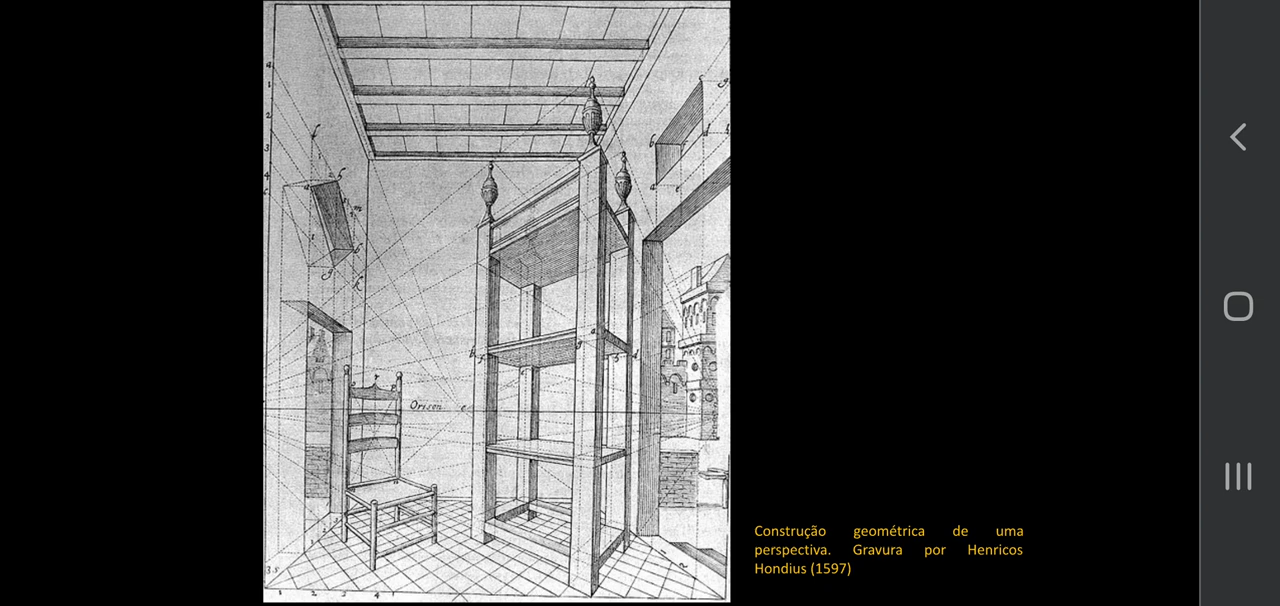 Orison
Construção geométrica de uma
perspectiva. Gravura por Henricos
Hondius (1597)